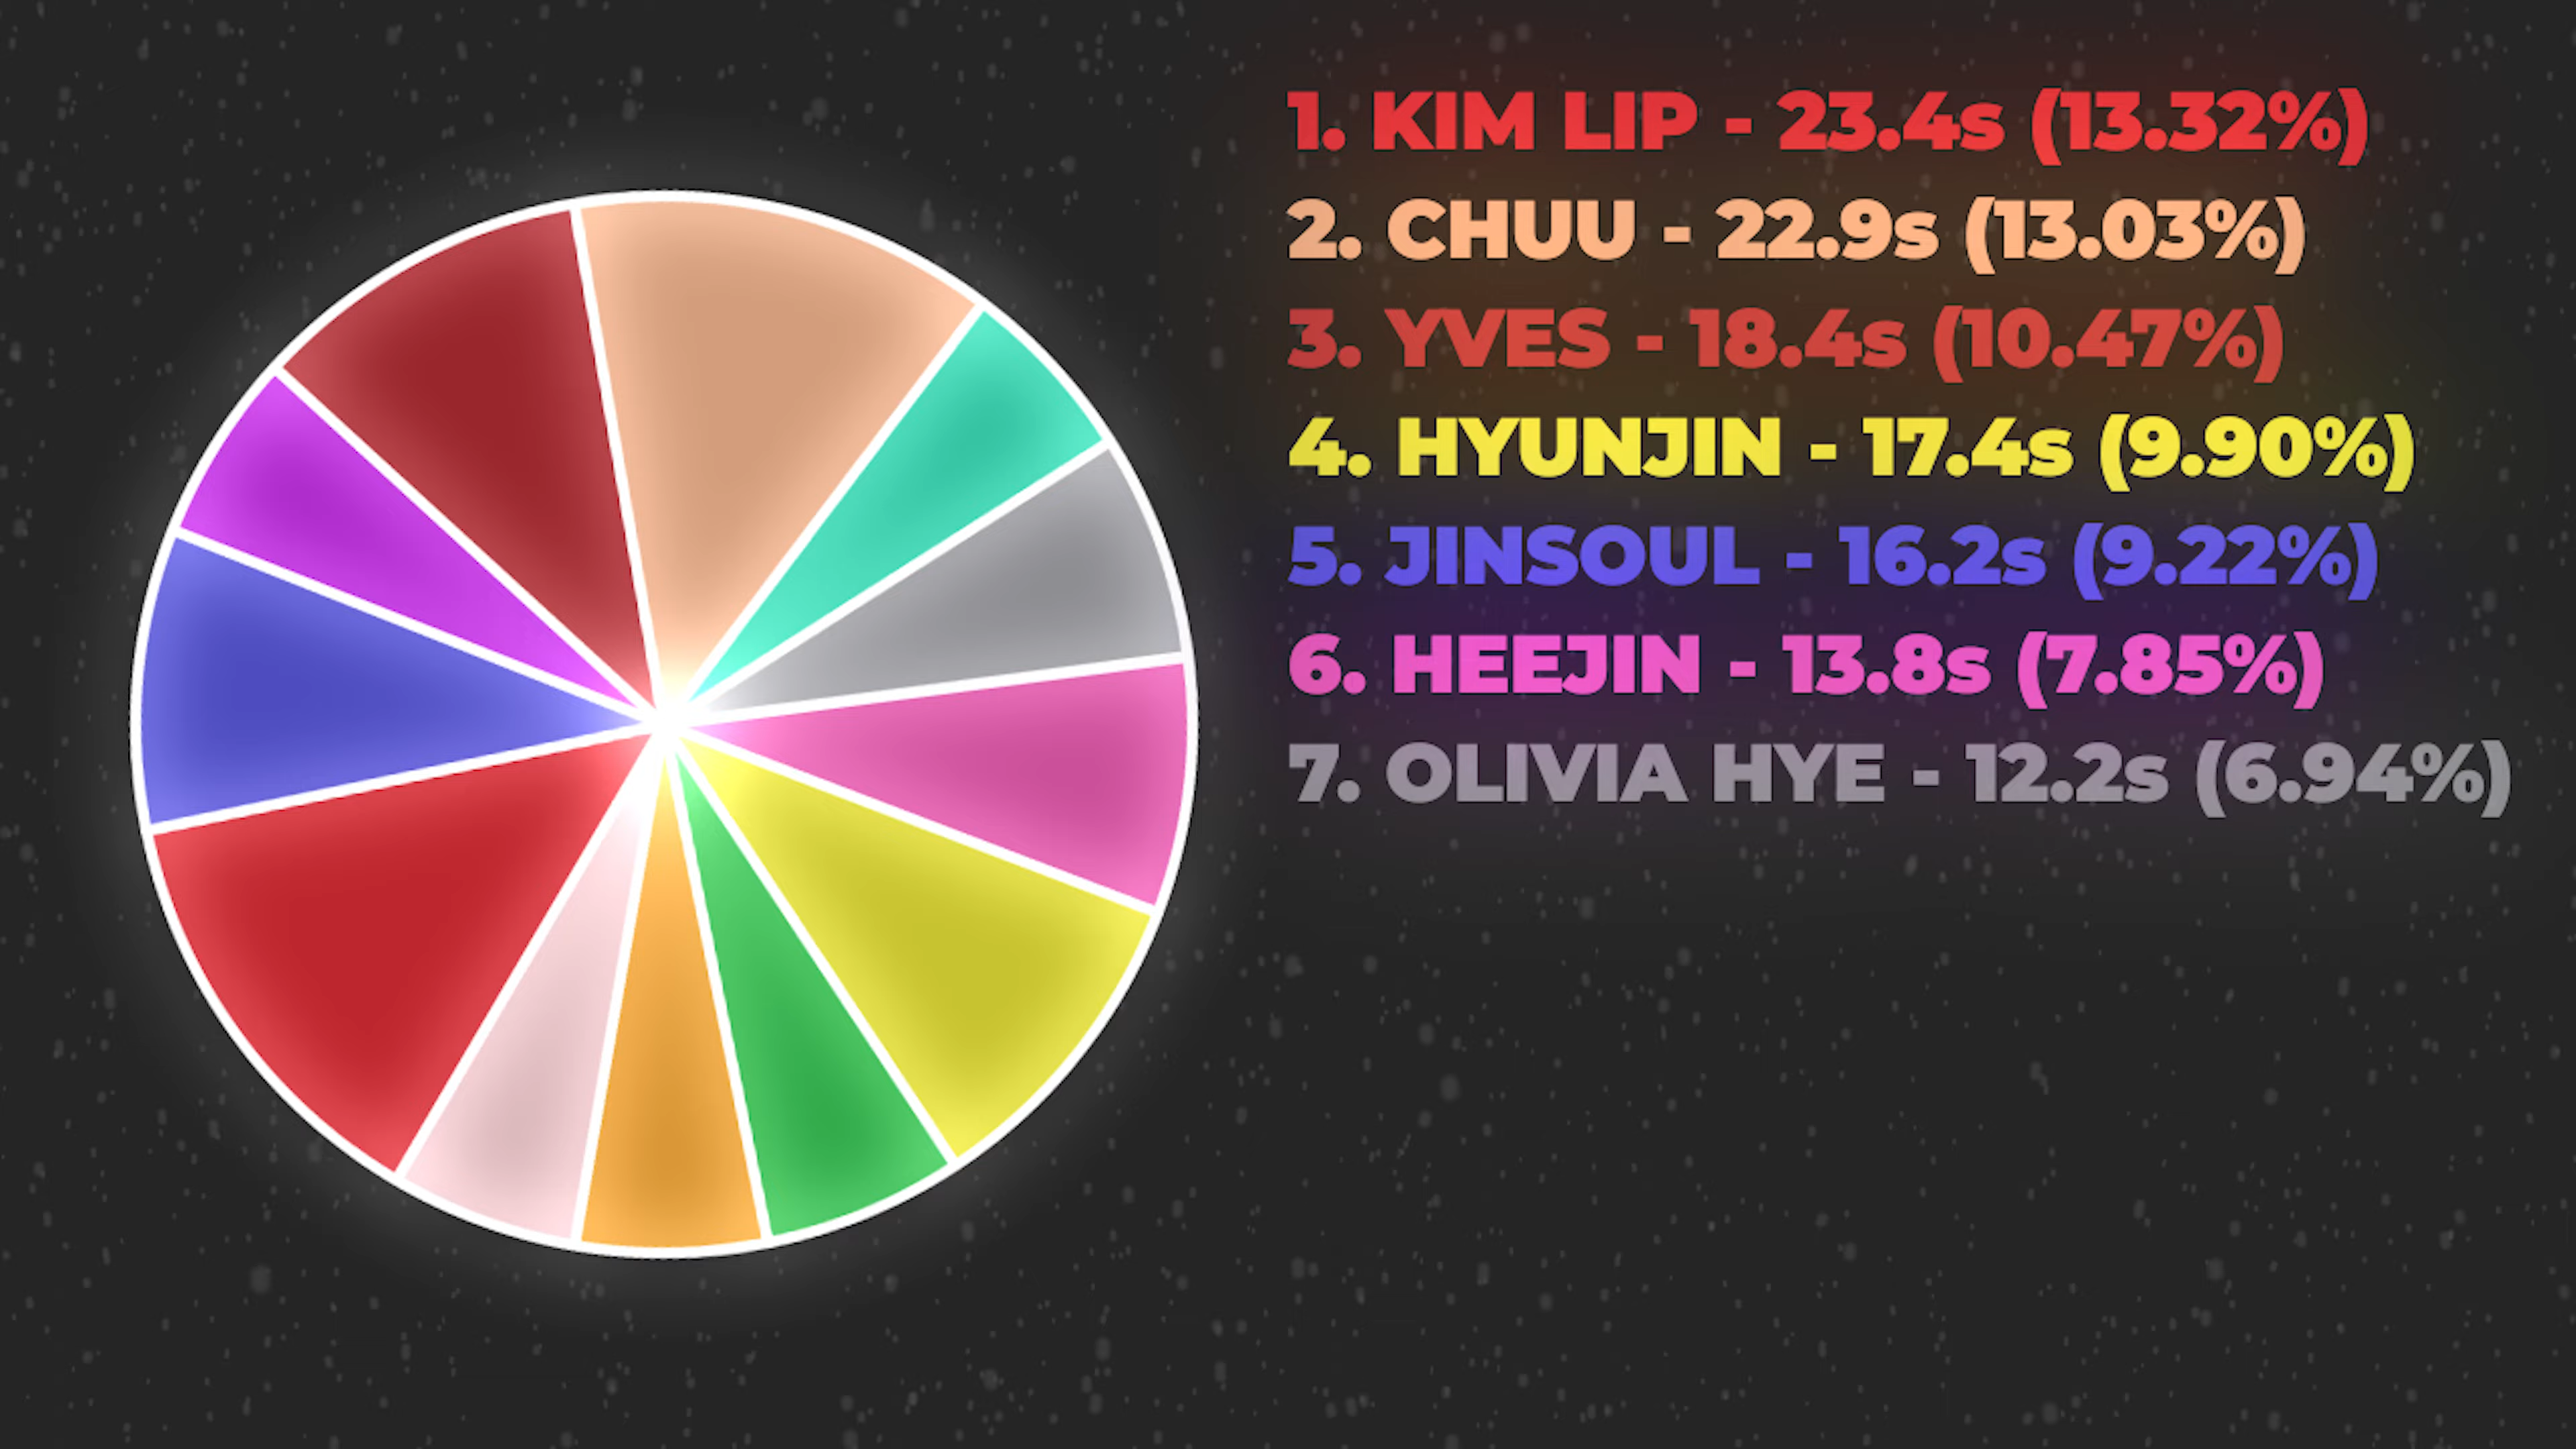 1. KIM LIP - 23.4s (13.32%)
2. CHUU - 22.9s (13.03%)
3. YVES - 18.4s (10.47%)
4. HYUNJIN - 17.4s (9.90%)
5. JINSOUL - 16.2s (9.22%)
6. HEEJIN - 13.8s (7.85%)
7. OLIVIA HYE - 12.2s (6.94%)